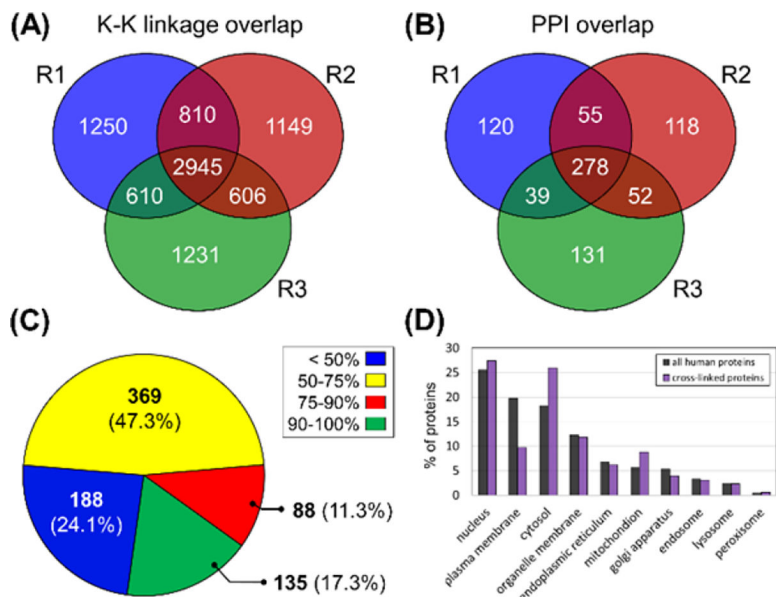 (A) K-K linkage overlap
R1 R2
1250 810 1149
2945
610 606
1231
R3
(B) PPI overlap
R1 R2
120 55 118
278
39 52
131
R3
(C)
< 50%
50-75%
75-90%
90-100%
369
(47.3%)
188
(24.1%)
88 (11.3%)
135 (17.3%)
(D)
% of proteins
30
25
20
15
10
5
0
all human proteins
cross-linked proteins
nucleus
plasma membrane
cytosol
organelle membrane
endoplasmic reticulum
mitochondrion
golgi apparatus
endosome
lysosome
peroxisome